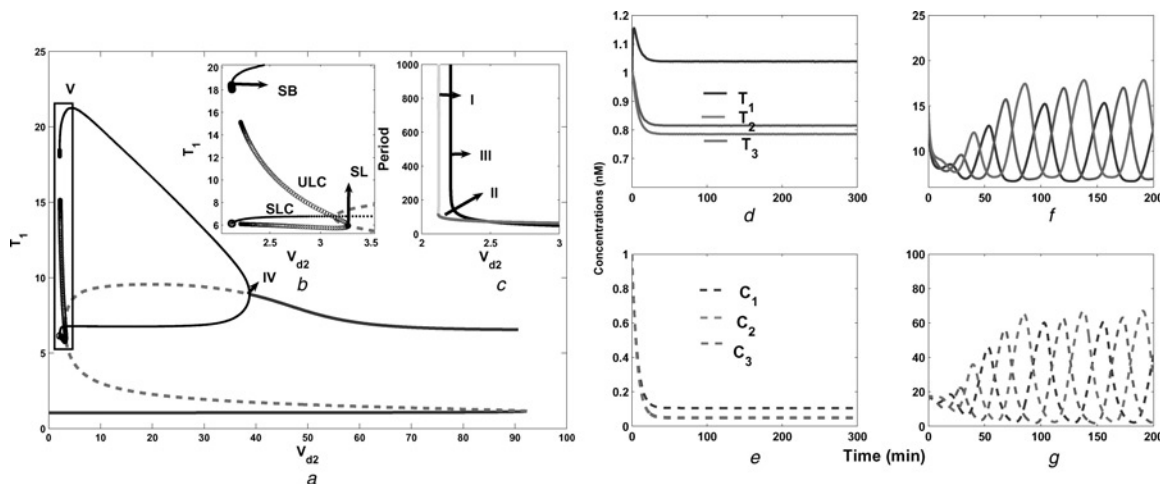 25
20
15
10
5
0
T1
0 10 20 30 40 50 60 70 80 90 100
Vd2
a
V
IV
20
18
16
14
12
10
8
6
T1
SB
ULC
SL
SLC
2.5 3 3.5
Vd2
b
1000
800
600
400
200
0
Period
I
III
II
2 2.5 3
Vd2
c
Concentrations (nM)
1.2
1.1
1
0.9
0.8
0.7
0.6
T1
T2
T3
0 100 200 300
d
20
15
10
5
0 50 100 150 200
f
1
0.8
0.6
0.4
0.2
0
C1
C2
C3
0 100 200 300
e
100
80
60
40
20
0
0 50 100 150 200
g
Time (min)